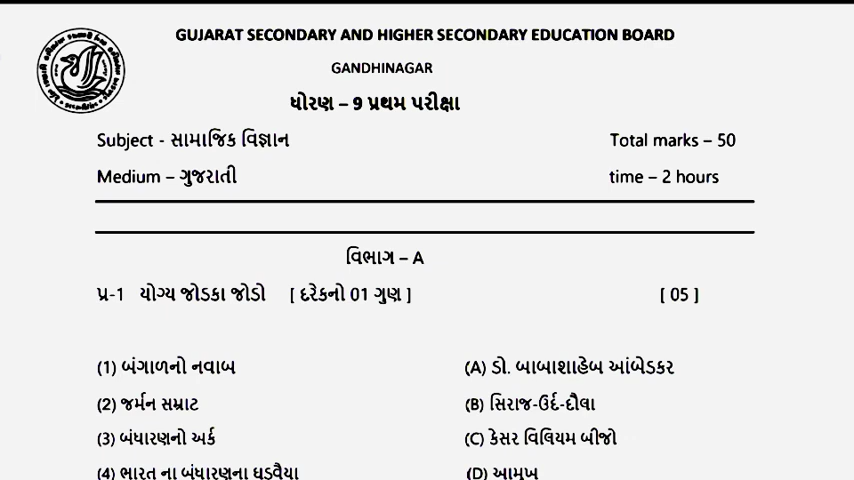 GUJARAT SECONDARY AND HIGHER SECONDARY EDUCATION BOARD
GANDHINAGAR
ધોરણ – 9 પ્રથમ પરીક્ષા
Subject - સામાજિક વિજ્ઞાન Total marks – 50
Medium – ગુજરાતી time – 2 hours
વિભાગ – A
પ્ર-1 યોગ્ય જોડકા જોડો [ દરેકનો 01 ગુણ ] [ 05 ]
(1) બંગાળનો નવાબ (A) ડો. બાબાશાહેબ આંબેડકર
(2) જર્મન સમ્રાટ (B) સિરાજ-ઉર્દ-દૌલા
(3) બંધારણનો અર્ક (C) કેસર વિલિયમ બીજો
(4) ભારત ના બંધારણના ઘડવૈયા (D) આમુખ